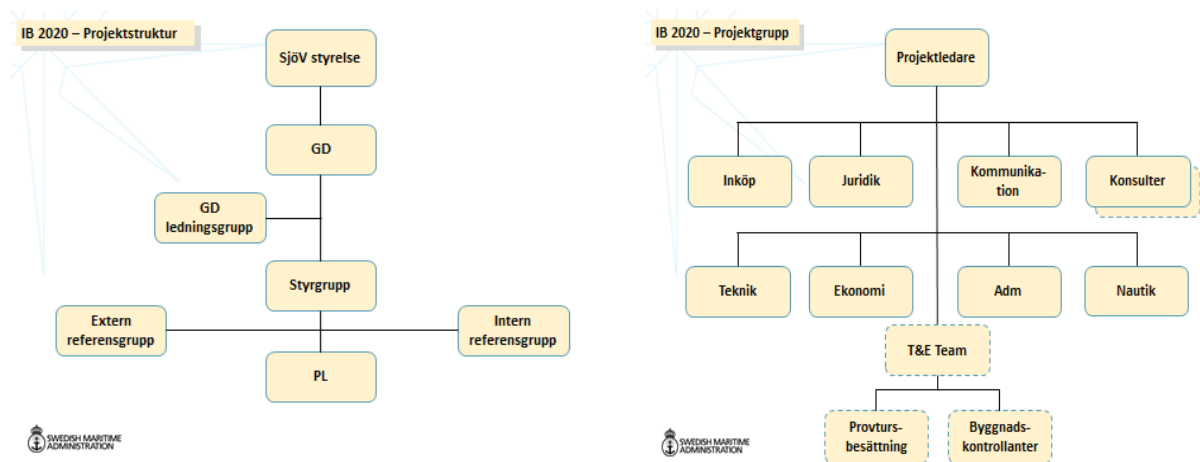 IB 2020 – Projektstruktur
SjöV styrelse
GD
GD
ledningsgrupp
Styrgrupp
Extern
referensgrupp
Intern
referensgrupp
PL
SWEDISH MARITIME
ADMINISTRATION
IB 2020 – Projektgrupp
Projektledare
Inköp
Juridik
Kommunika-
tion
Konsulter
Teknik
Ekonomi
Adm
Nautik
T&E Team
Provturs-
besättning
Byggnads-
kontrollanter
SWEDISH MARITIME
ADMINISTRATION